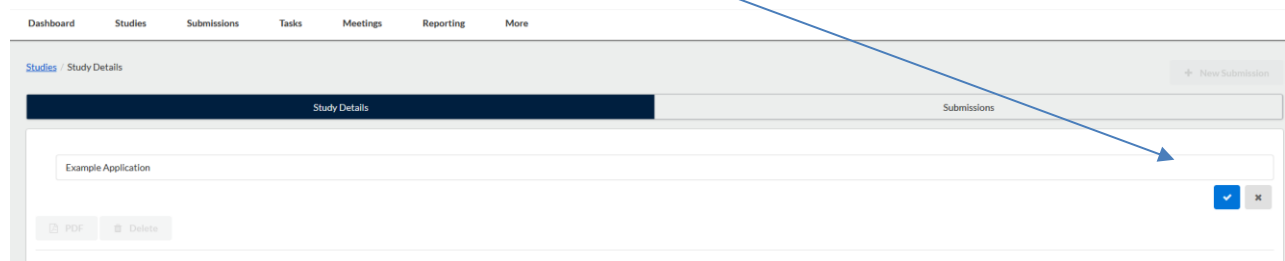 Dashboard Studies Submissions Tasks Meetings Reporting More
Studies / Study Details
+ New Submission
Study Details Submissions
Example Application
PDF Delete